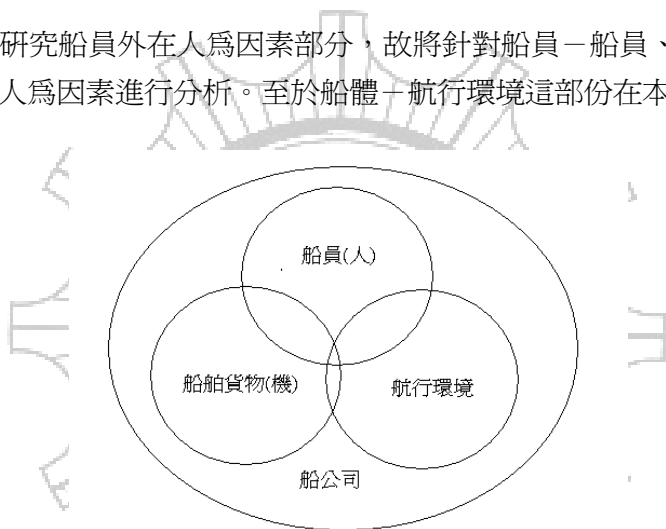 研究船員外在人為因素部分，故將針對船員－船員、
人為因素進行分析。至於船體－航行環境這部份在本
船員(人)
船舶貨物(機)
航行環境
船公司